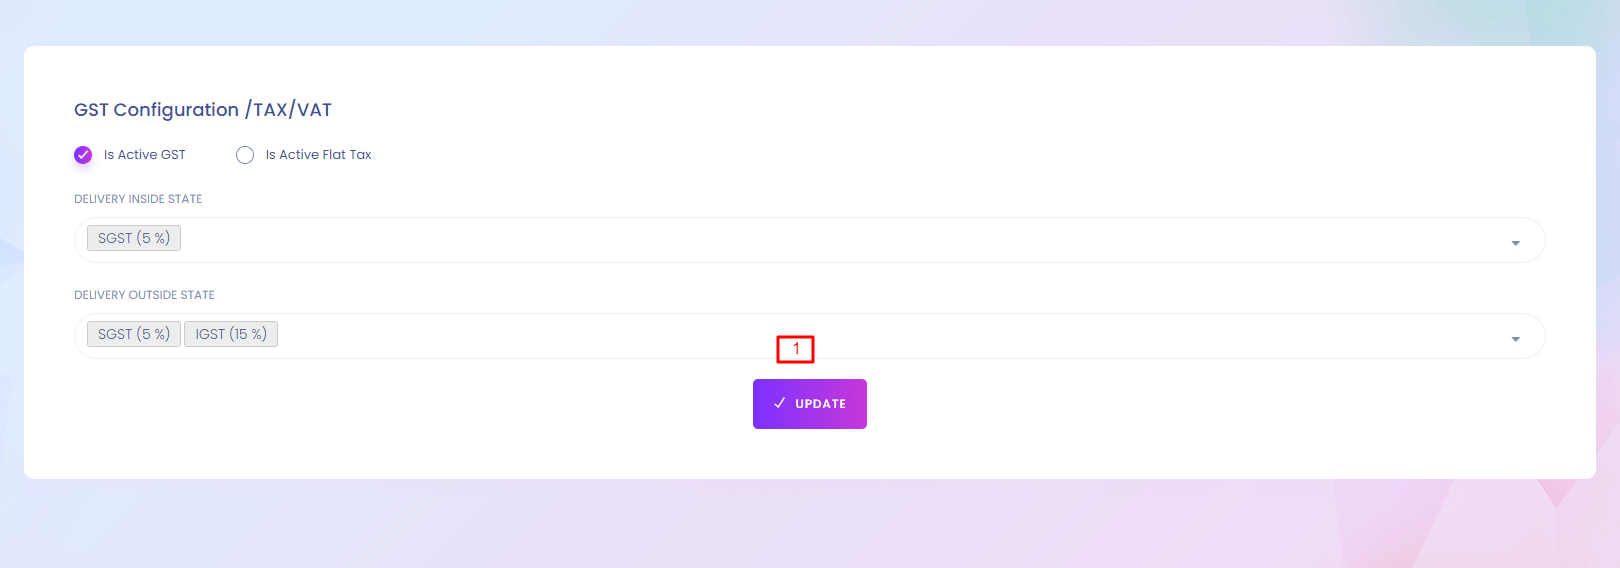 GST Configuration /TAX/VAT
Is Active GST Is Active Flat Tax
DELIVERY INSIDE STATE
SGST (5 %)
DELIVERY OUTSIDE STATE
SGST (5 %) IGST (15 %)
1
UPDATE